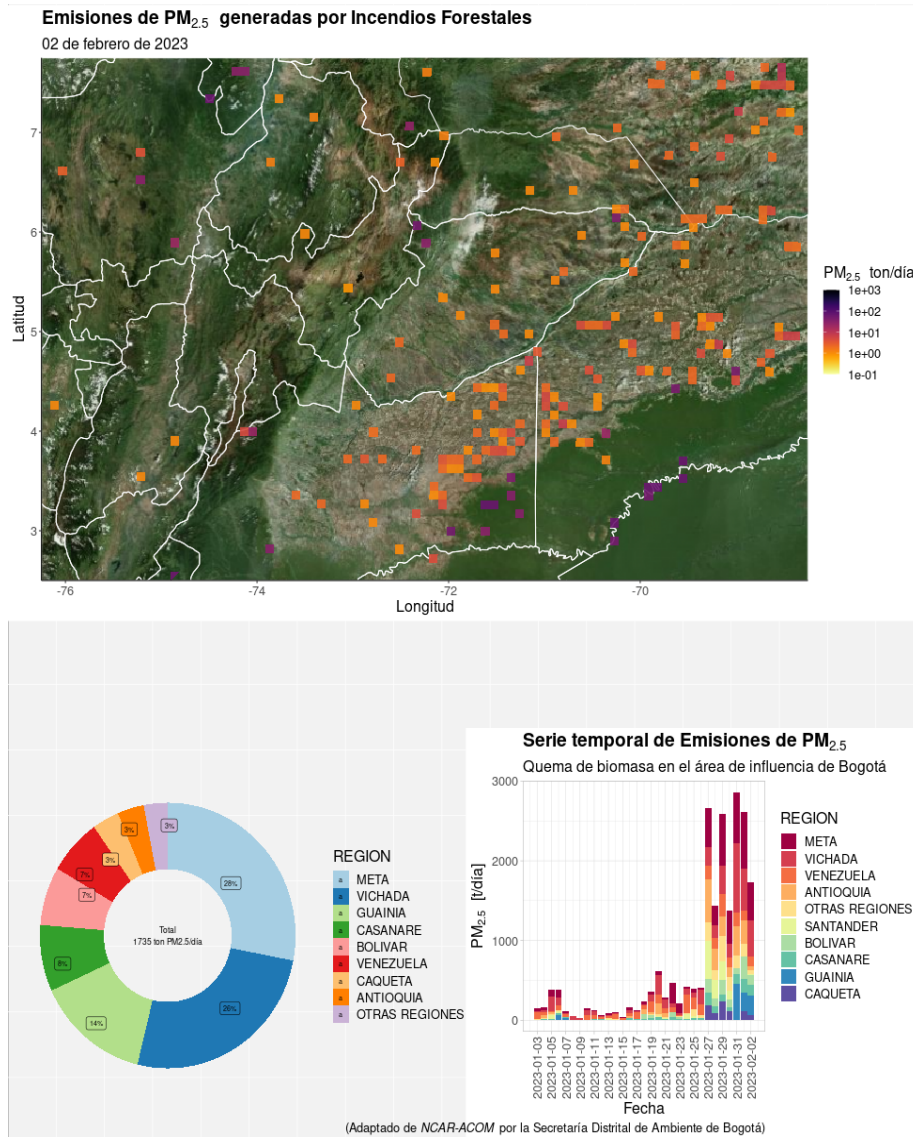 Emisiones de PM2.5 generadas por Incendios Forestales
02 de febrero de 2023
Latitud
7
6
5
4
3
-76
-74
-72
-70
Longitud
PM2.5 ton/día
1e+03
1e+02
1e+01
1e+00
1e-01
28%
26%
14%
8%
7%
7%
3%
3%
3%
Total
1735 ton PM2.5/día
REGION
a META
a VICHADA
a GUAINIA
a CASANARE
a BOLIVAR
a VENEZUELA
a CAQUETA
a ANTIOQUIA
a OTRAS REGIONES
Serie temporal de Emisiones de PM2.5
Quema de biomasa en el área de influencia de Bogotá
PM2.5 [t/día]
3000
2000
1000
0
2023-01-03
2023-01-05
2023-01-07
2023-01-09
2023-01-11
2023-01-13
2023-01-15
2023-01-17
2023-01-19
2023-01-21
2023-01-23
2023-01-25
2023-01-27
2023-01-29
2023-01-31
2023-02-02
Fecha
REGION
META
VICHADA
VENEZUELA
ANTIOQUIA
OTRAS REGIONES
SANTANDER
BOLIVAR
CASANARE
GUAINIA
CAQUETA
(Adaptado de NCAR-ACOM por la Secretaría Distrital de Ambiente de Bogotá)